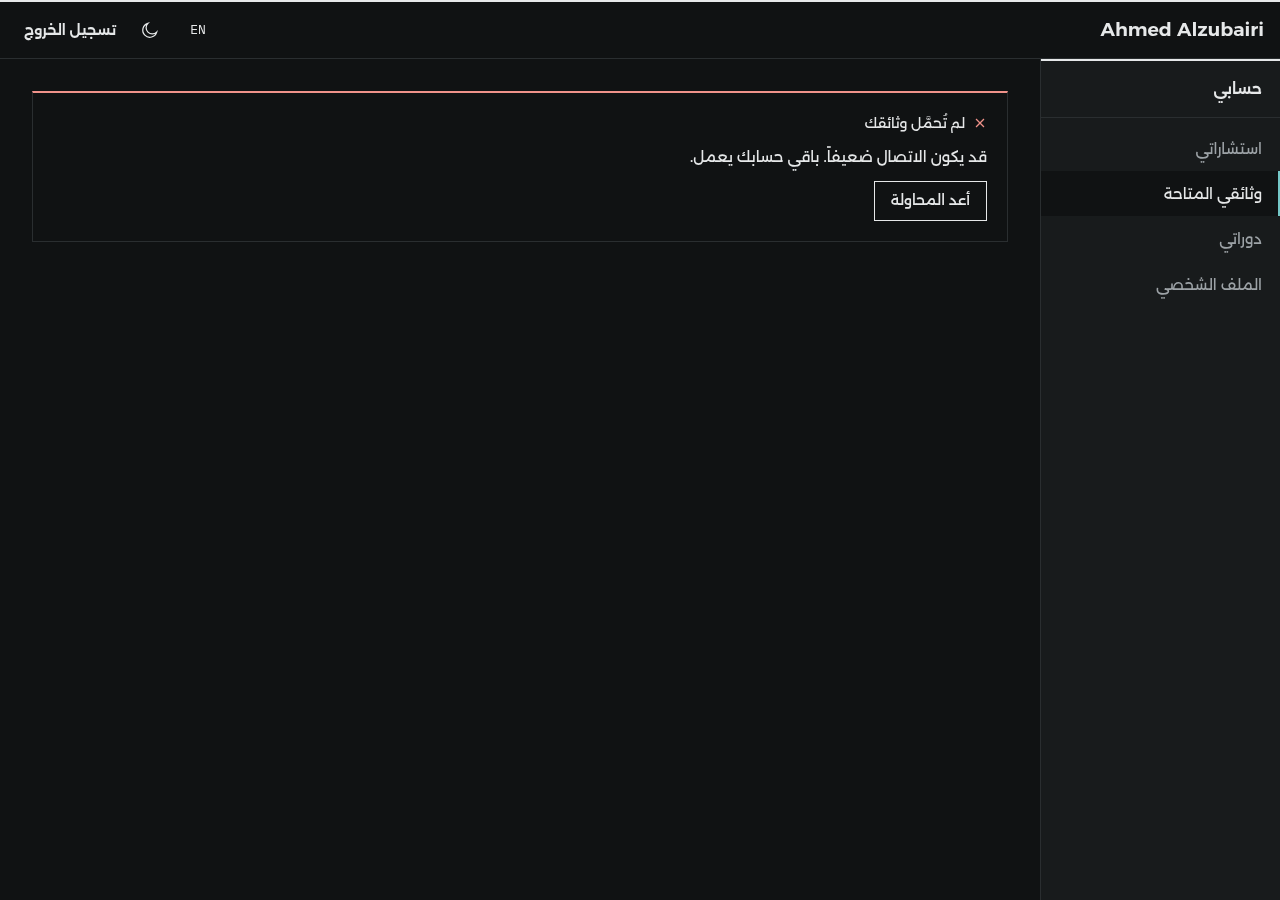 Ahmed Alzubairi
EN
تسجيل الخروج
حسابي
استشاراتي
وثائقي المتاحة
دوراتي
الملف الشخصي
× لم تُحمَّل وثائقك
قد يكون الاتصال ضعيفاً. باقي حسابك يعمل.
أعد المحاولة